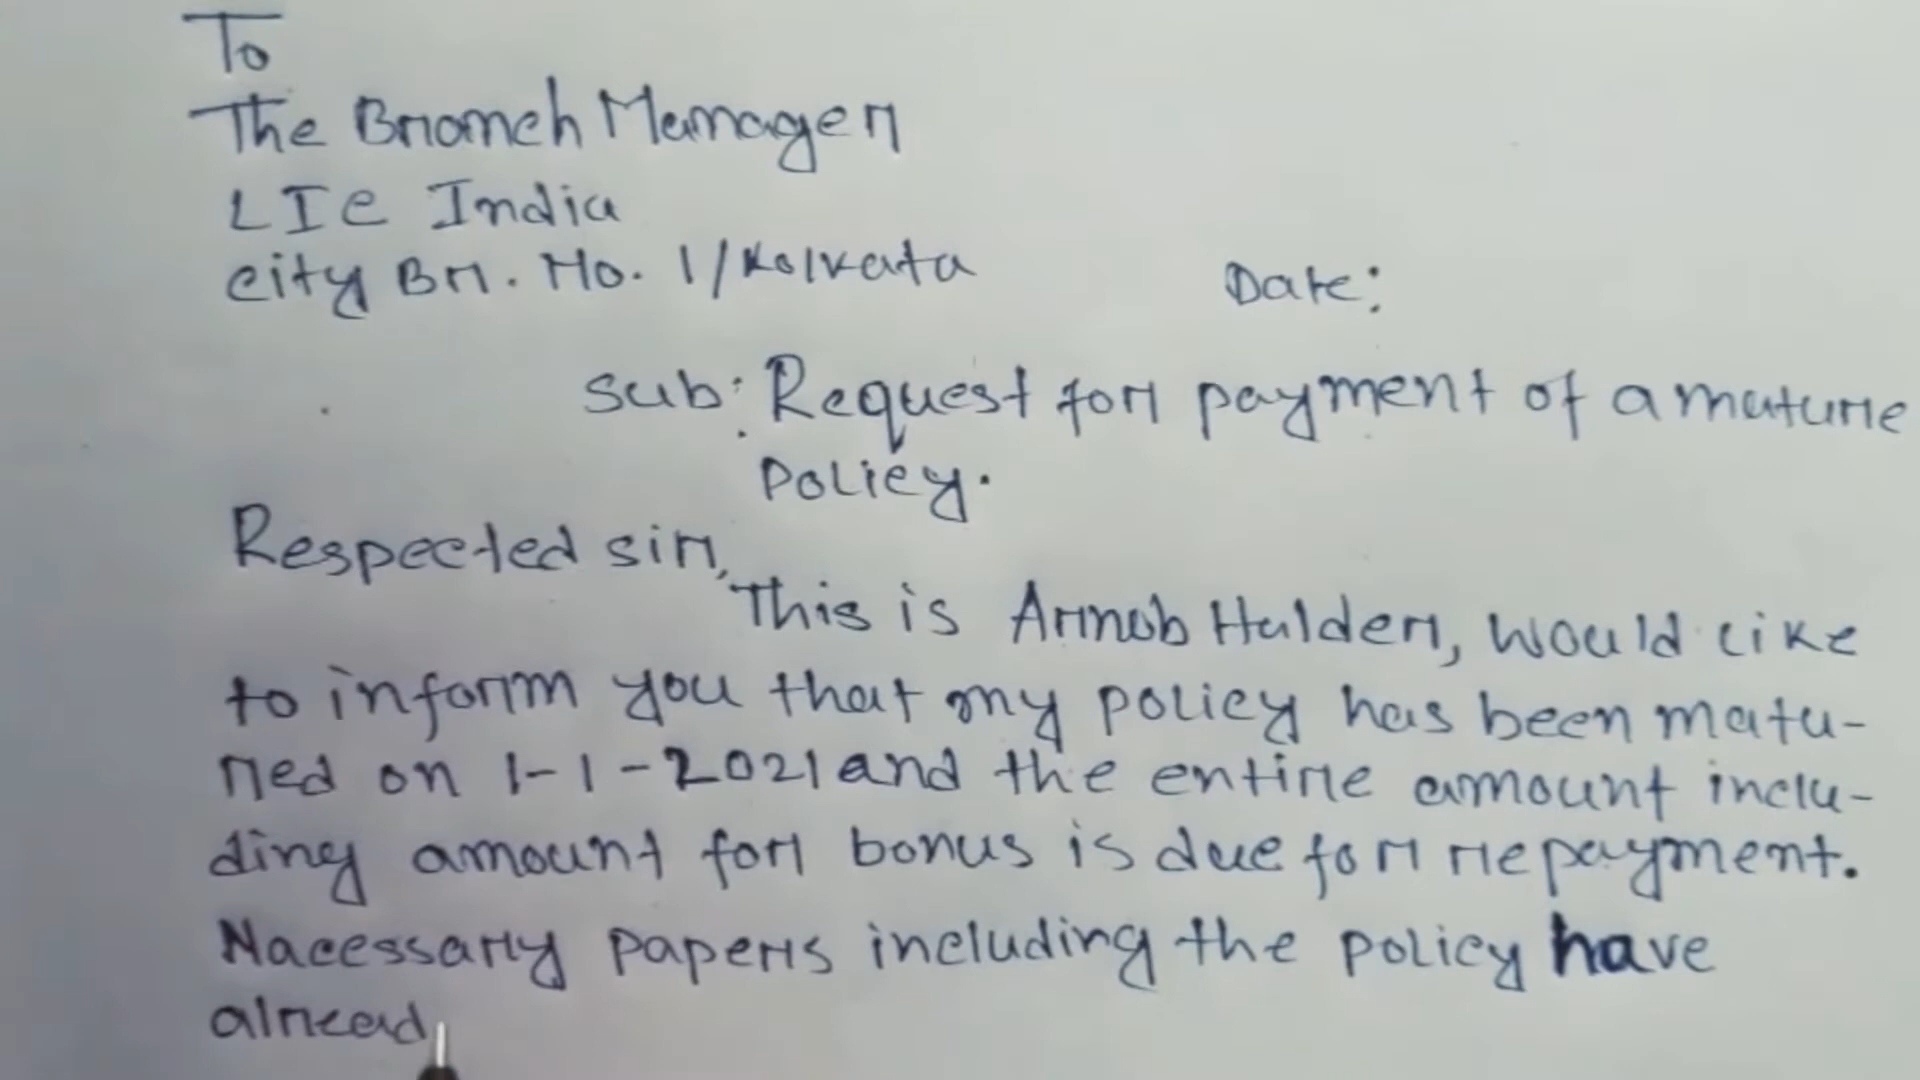 To
The Branch Manager
LIC India
City Br. No. 1/Kolkata
Date:
Sub: Request for payment of a mature
Policy.
Respected sir,
This is Arnab Halder, would like
to inform you that my policy has been matu-
red on 1-1-2021 and the entire amount inclu-
ding amount for bonus is due for repayment.
Nacessary papers including the policy have
alread